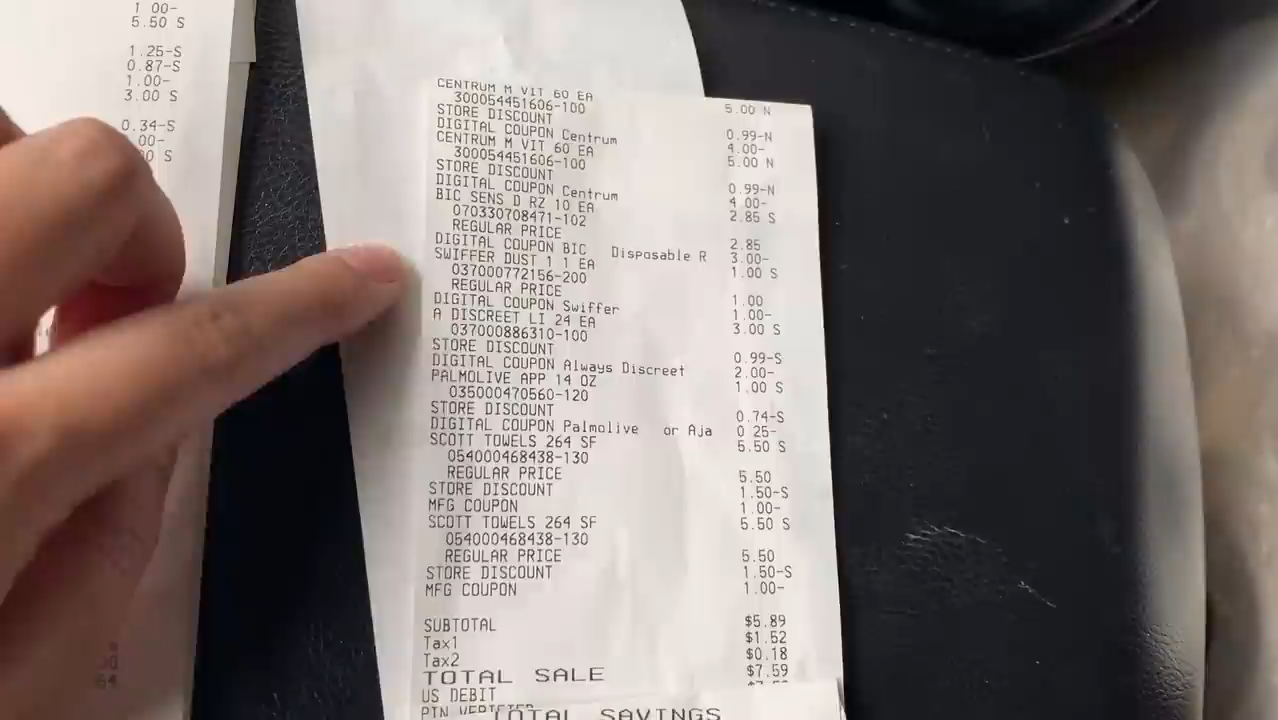 1 00-
5.50 S
1.25-S
0.87-S
1.00-
3.00 S
0.34-S
00-
0 S
CENTRUM M VIT 60 EA 5.00 N
300054451606-100
STORE DISCOUNT 0.99-N
DIGITAL COUPON Centrum 4.00-
CENTRUM M VIT 60 EA 5.00 N
300054451606-100
STORE DISCOUNT 0.99-N
DIGITAL COUPON Centrum 4.00-
BIC SENS D RZ 10 EA 2.85 S
070330708471-102
REGULAR PRICE 2.85
DIGITAL COUPON BIC Disposable R 3.00-
SWIFFER DUST 1 1 EA 1.00 S
037000772156-200
REGULAR PRICE 1.00
DIGITAL COUPON Swiffer 1.00-
A DISCREET LI 24 EA 3.00 S
037000886310-100
STORE DISCOUNT 0.99-S
DIGITAL COUPON Always Discreet 2.00-
PALMOLIVE APP 14 OZ 1.00 S
035000470560-120
STORE DISCOUNT 0.74-S
DIGITAL COUPON Palmolive or Aja 0 25-
SCOTT TOWELS 264 SF 5.50 S
054000468438-130
REGULAR PRICE 5.50
STORE DISCOUNT 1.50-S
MFG COUPON 1.00-
SCOTT TOWELS 264 SF 5.50 S
054000468438-130
REGULAR PRICE 5.50
STORE DISCOUNT 1.50-S
MFG COUPON 1.00-
SUBTOTAL $5.89
Tax1 $1.52
Tax2 $0.18
TOTAL SALE $7.59
US DEBIT
PIN VERIFIED
TOTAL SAVINGS